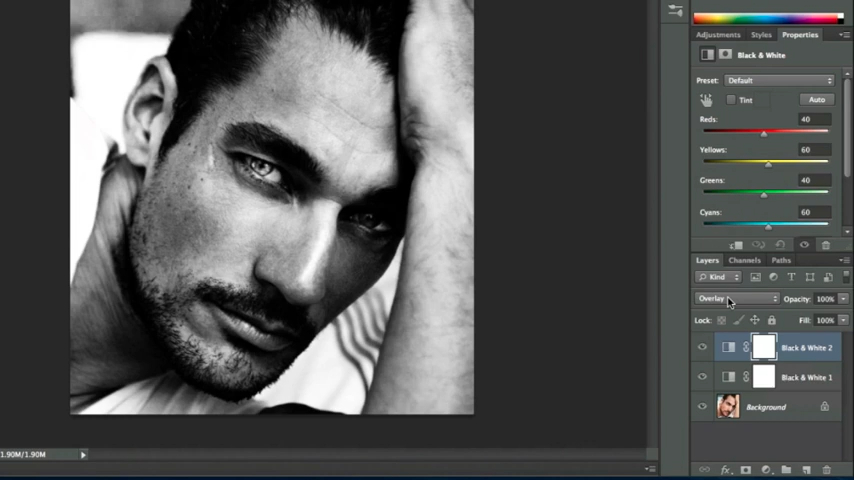 Adjustments Styles Properties
Black & White
Preset: Default
Tint Auto
Reds: 40
Yellows: 60
Greens: 40
Cyans: 60
Layers Channels Paths
Kind T
Overlay Opacity: 100%
Lock: Fill: 100%
Black & White 2
Black & White 1
Background
fx
1.90M/1.90M